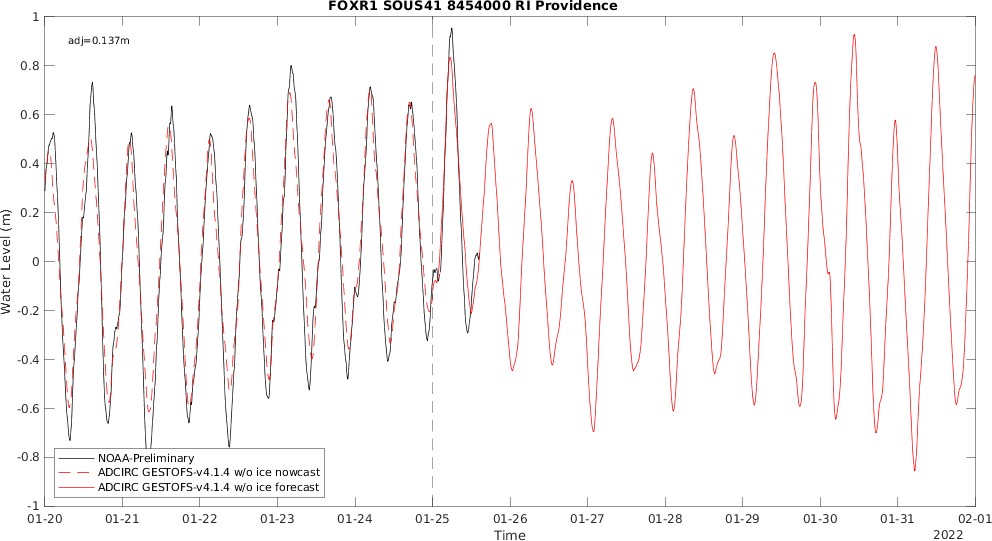 FOXR1 SOUS41 8454000 RI Providence
adj=0.137m
1
0.8
0.6
0.4
0.2
0
-0.2
-0.4
-0.6
-0.8
-1
Water Level (m)
NOAA-Preliminary
ADCIRC GESTOFS-v4.1.4 w/o ice nowcast
ADCIRC GESTOFS-v4.1.4 w/o ice forecast
01-20 01-21 01-22 01-23 01-24 01-25 01-26 01-27 01-28 01-29 01-30 01-31 02-01
Time
2022